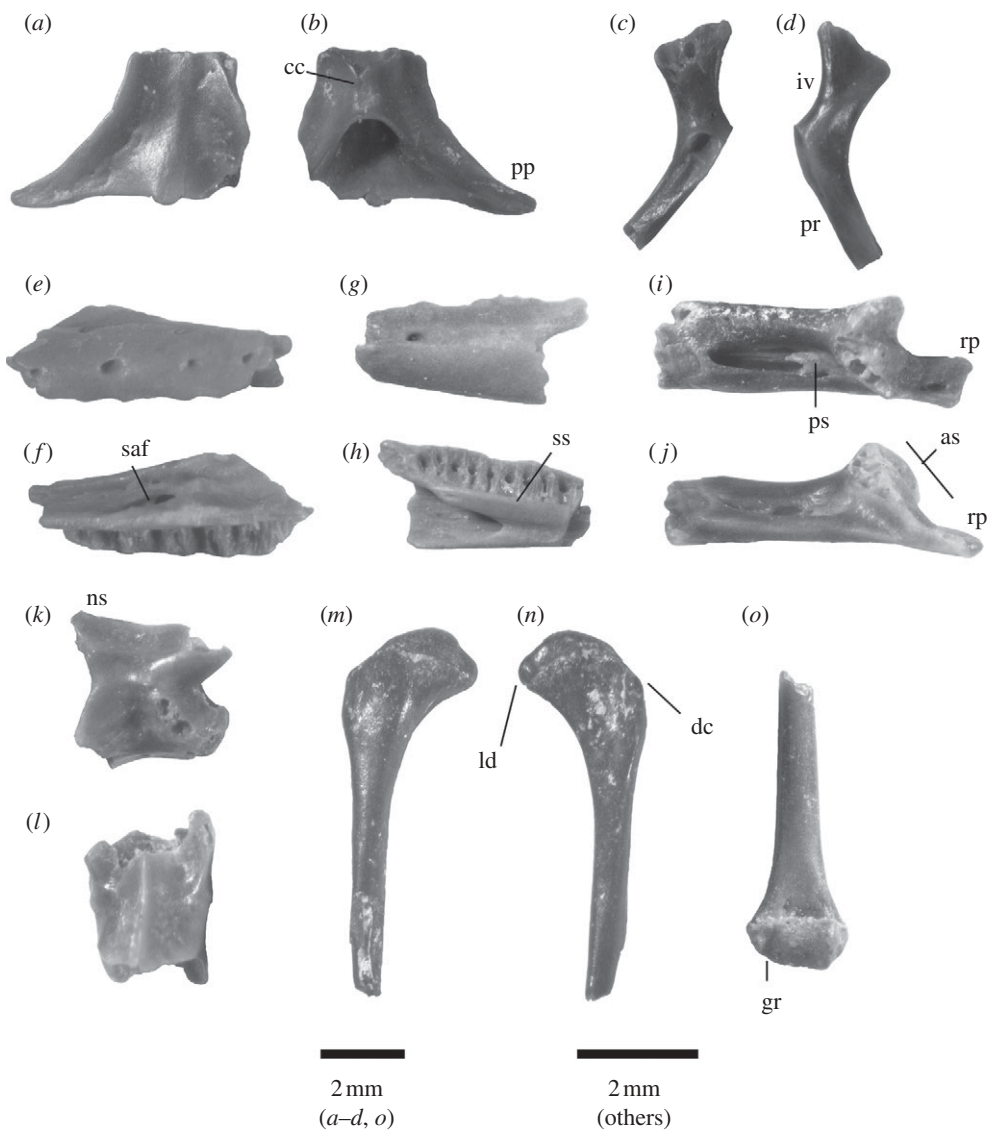 (a) (b) (c) (d)
cc
iv
pp
pr
(e) (g) (i)
rp
ps
(f) saf (h) ss (j) as
rp
(k) ns (m) (n) (o)
dc
ld
(l)
gr
2 mm 2 mm
(a–d, o) (others)